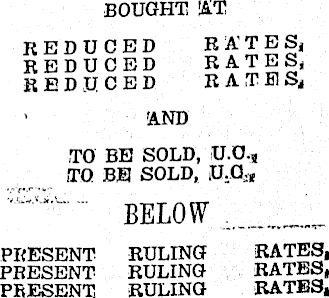 BOUGHT AT
REDUCED RATES,
REDUCED RATES,
REDUCED RATES,
AND
TO BE SOLD, U.C.,
TO BE SOLD, U.C.,
BELOW
PRESENT RULING RATES,
PRESENT RULING RATES,
PRESENT RULING RATES,